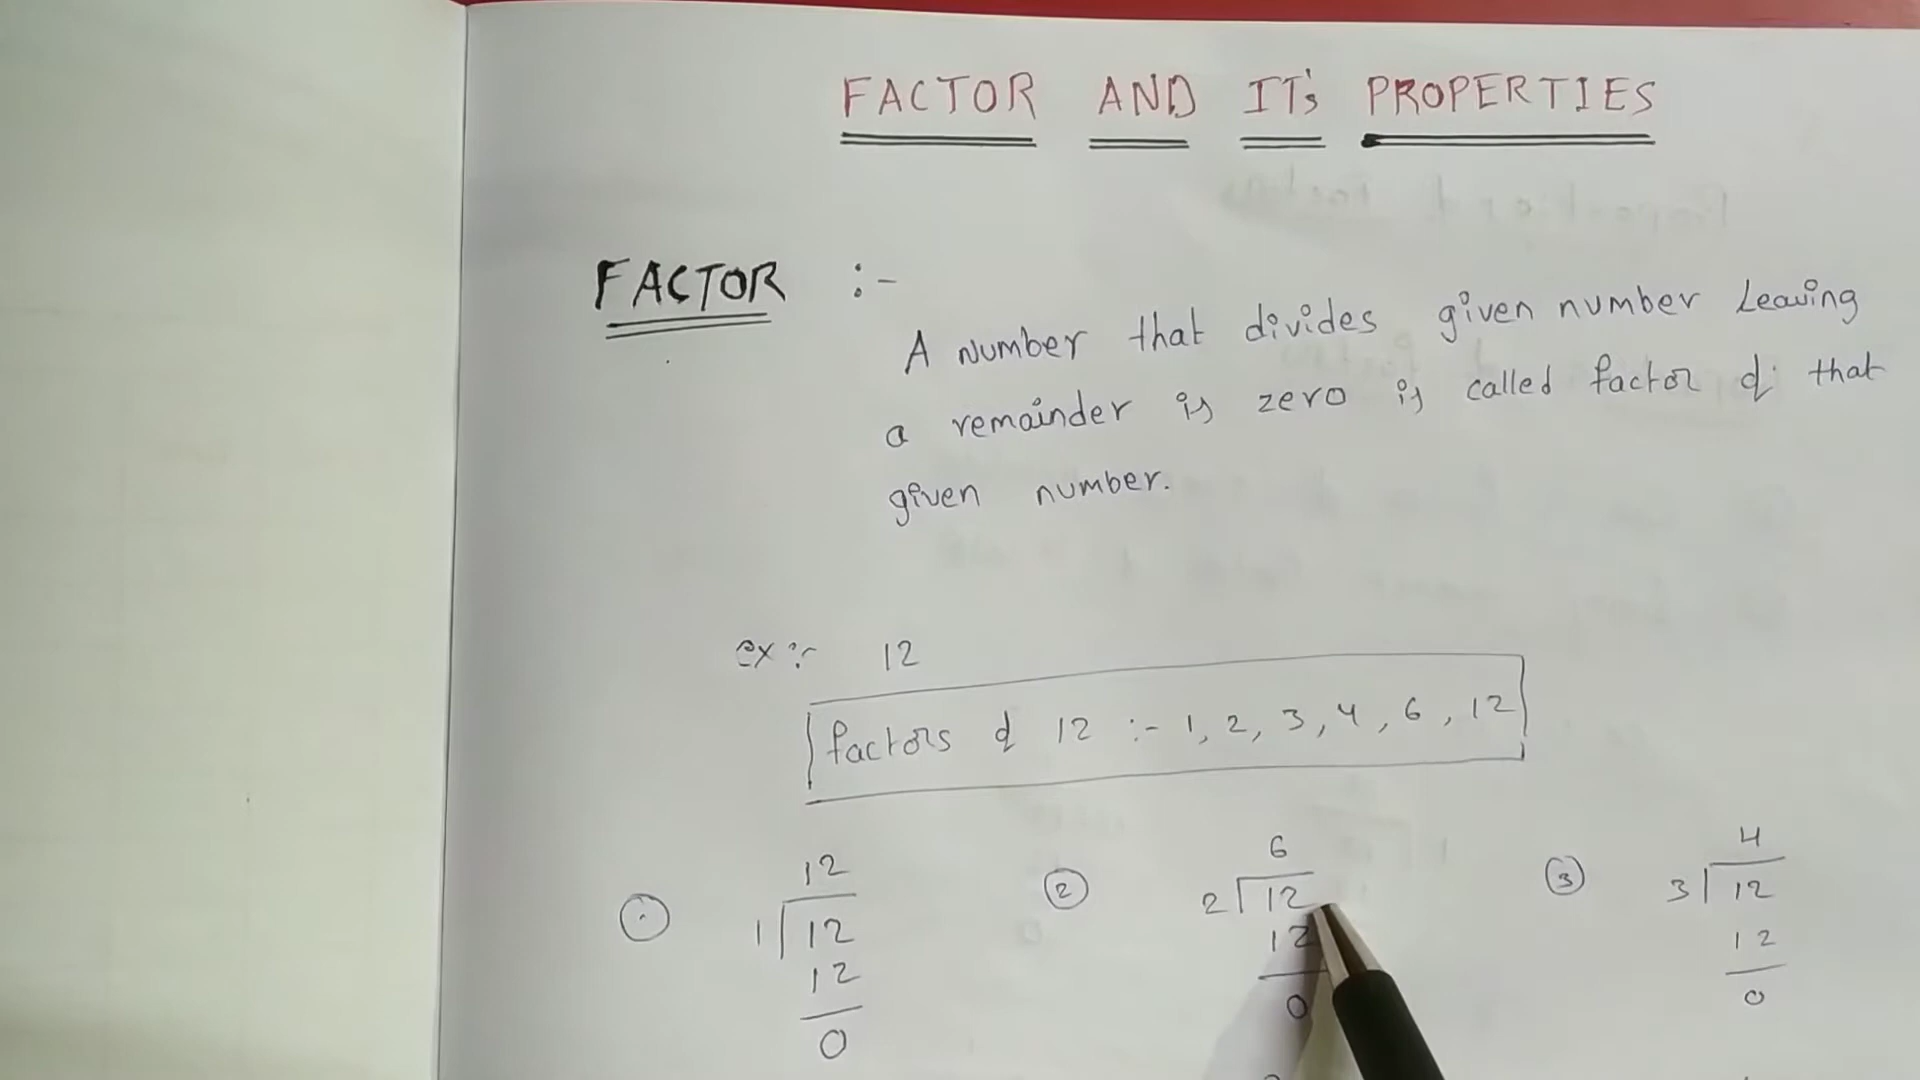 FACTOR AND IT's PROPERTIES
FACTOR :-
A number that divides given number Leaving
a remainder is zero is called factor of that
given number.
ex :- 12
factors of 12 :- 1, 2, 3, 4, 6, 12
12
1 12
12
0
2
6
2 12
12
0
3
4
3 12
12
0